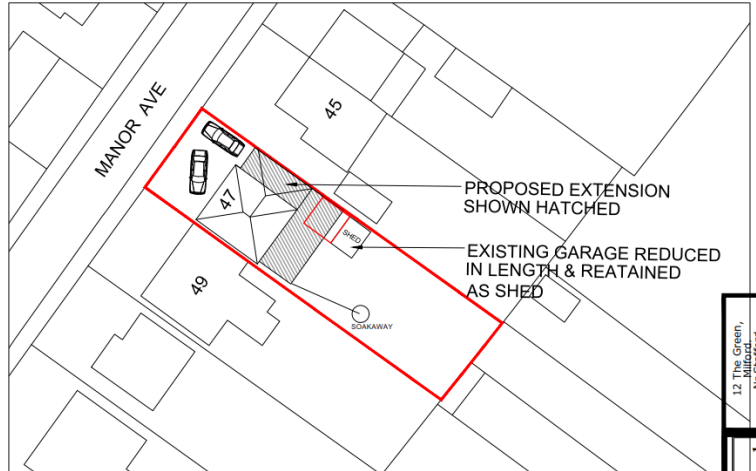 MANOR AVE
45
47
PROPOSED EXTENSION
SHOWN HATCHED
SHED
EXISTING GARAGE REDUCED
IN LENGTH & REATAINED
AS SHED
49
SOAKAWAY
12 The Green,
Milford,